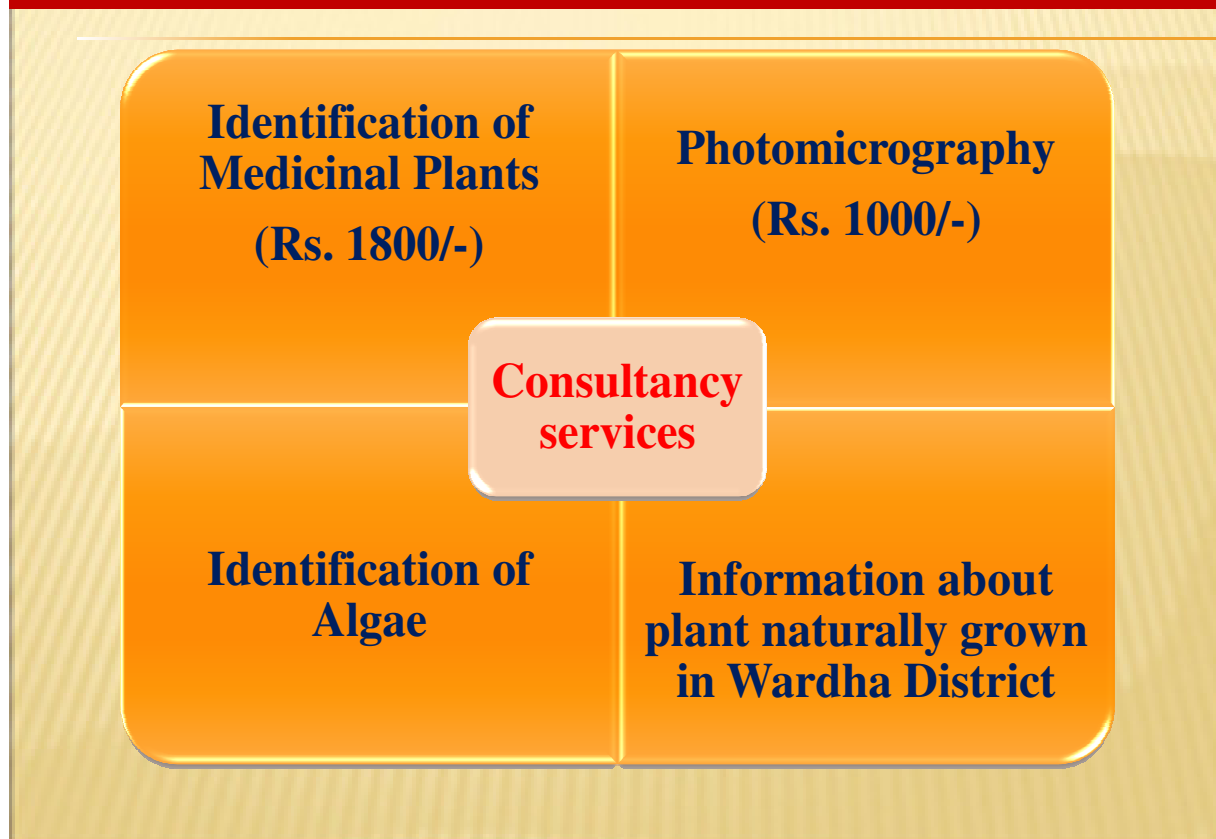 Identification of
Medicinal Plants
(Rs. 1800/-)
Photomicrography
(Rs. 1000/-)
Consultancy
services
Identification of
Algae
Information about
plant naturally grown
in Wardha District